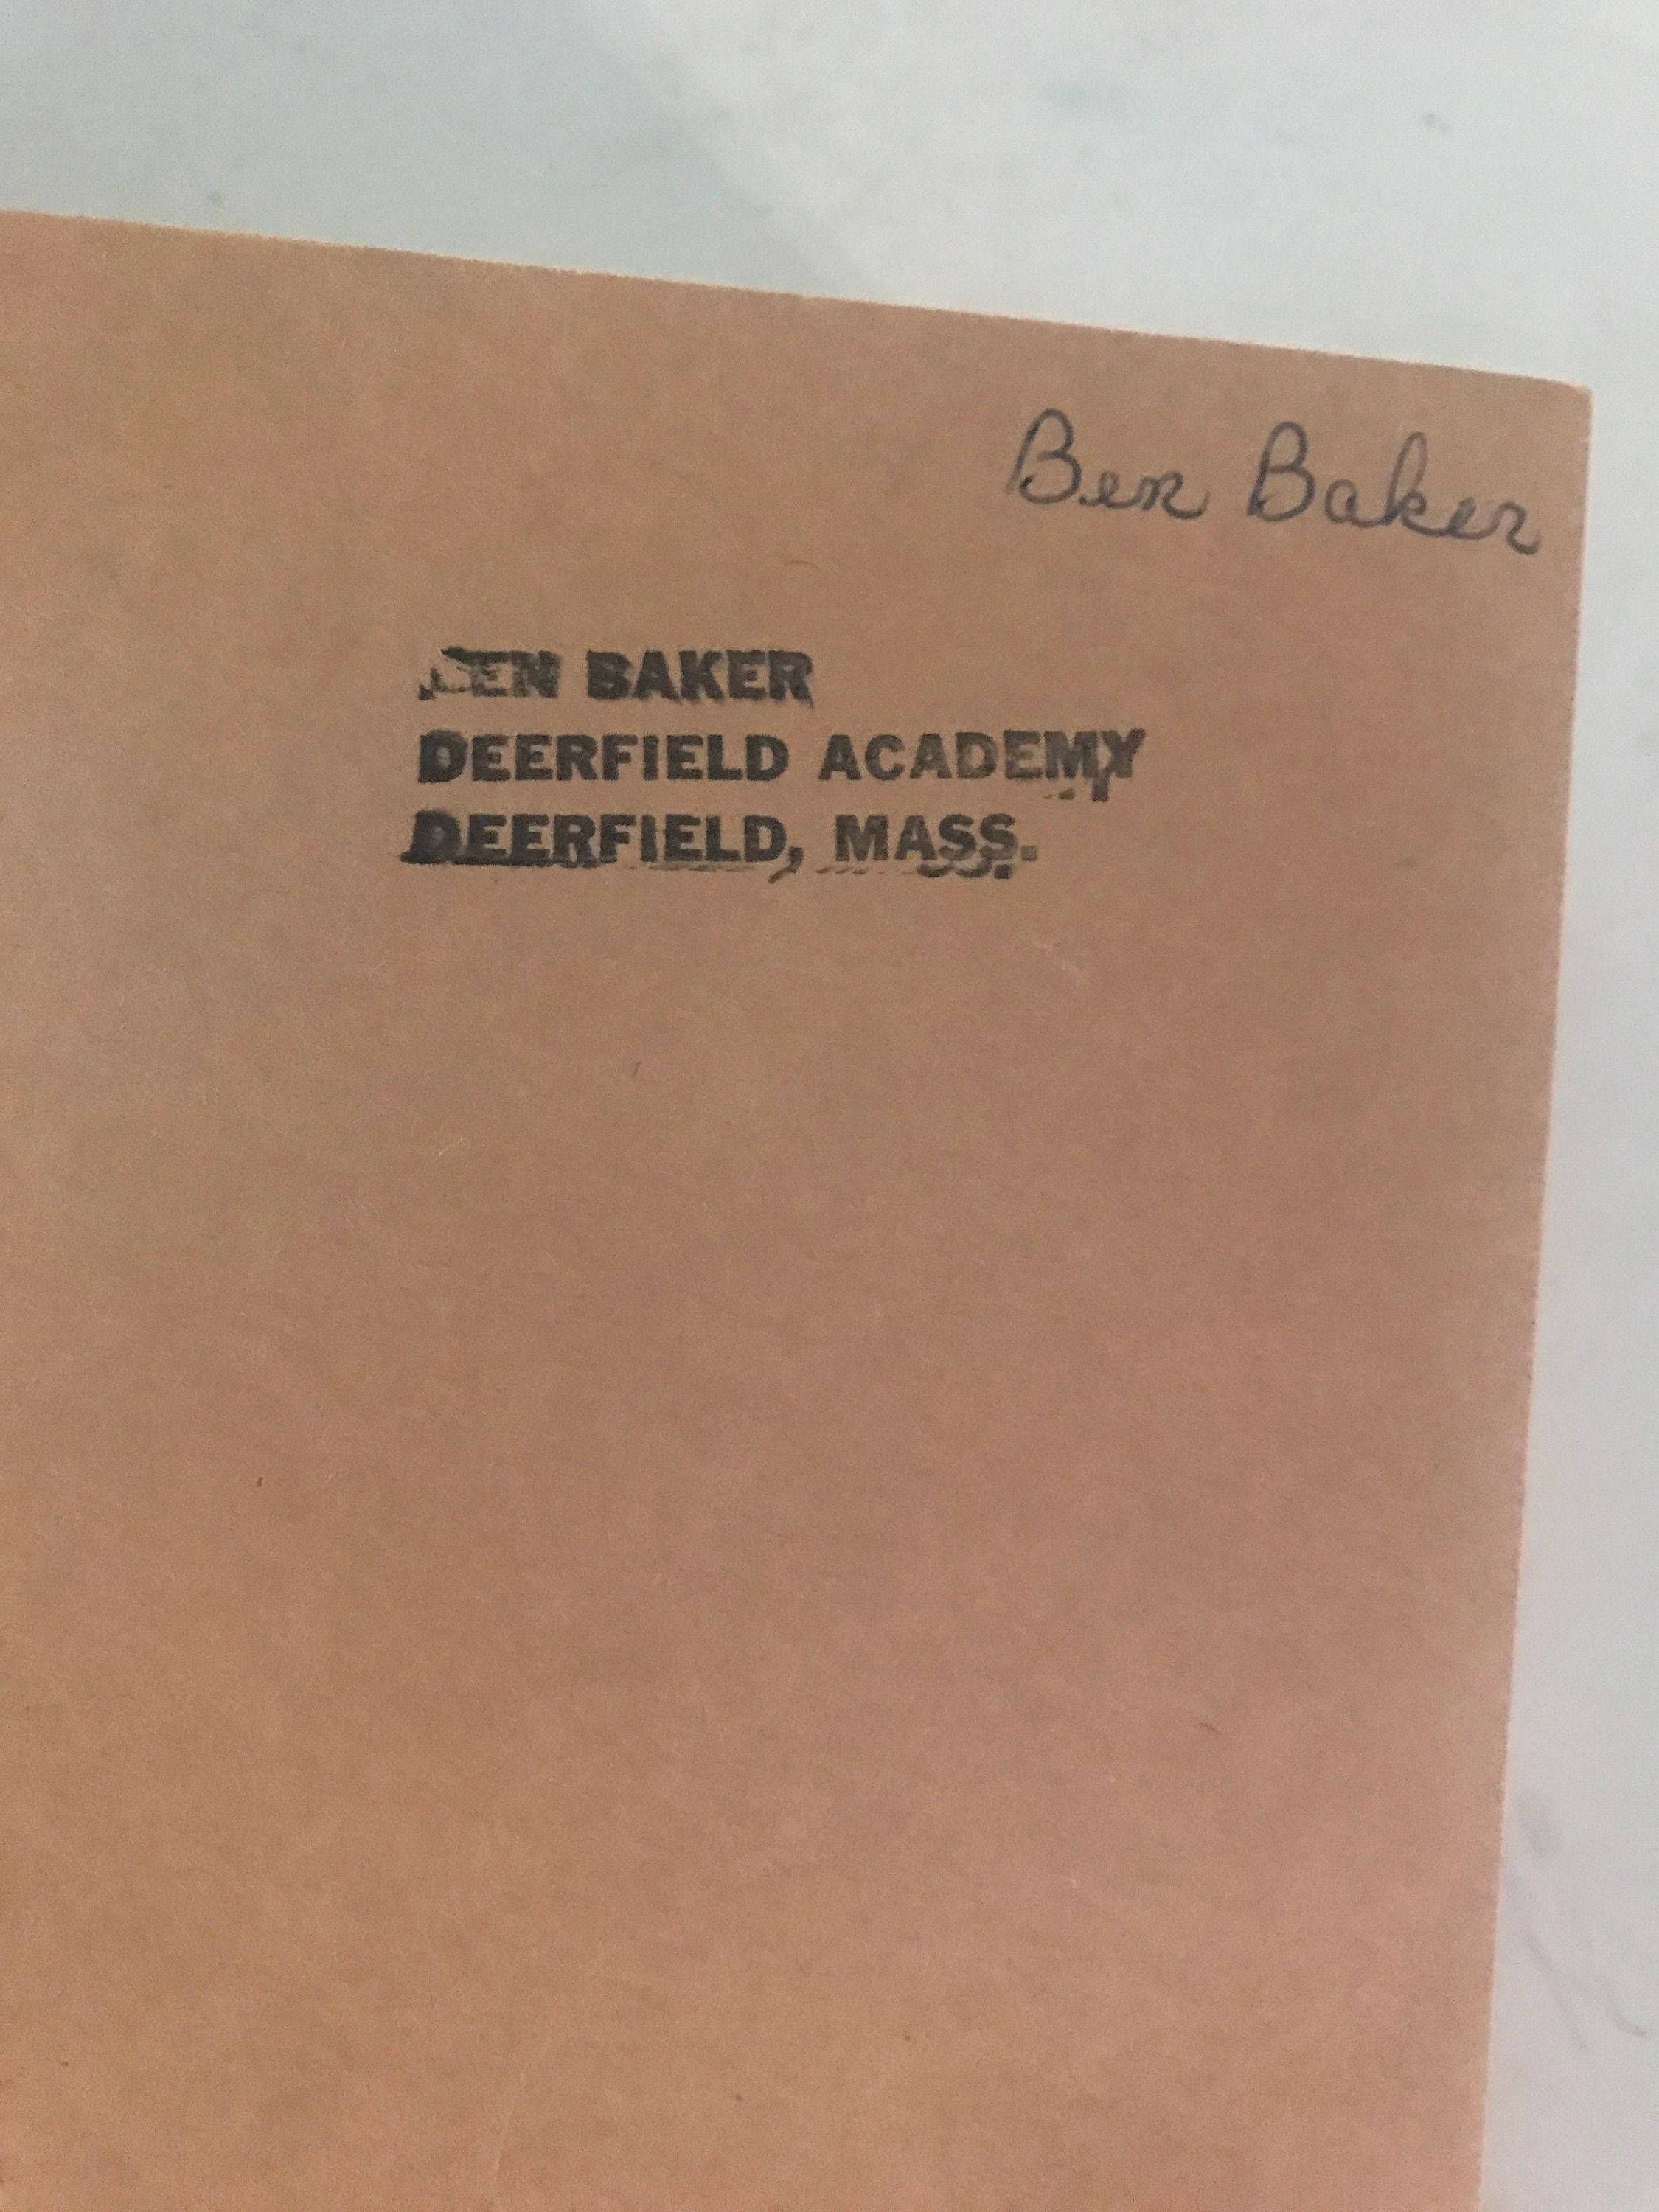 Ben Baker
BEN BAKER
DEERFIELD ACADEMY
DEERFIELD, MASS.